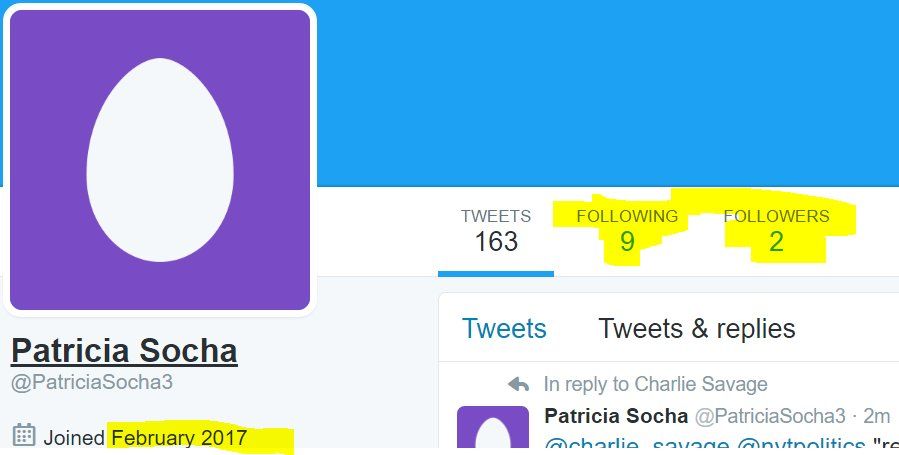 TWEETS FOLLOWING FOLLOWERS
163 9 2
Patricia Socha
@PatriciaSocha3
Joined February 2017
Tweets Tweets & replies
In reply to Charlie Savage
Patricia Socha @PatriciaSocha3 · 2m
@charlie_savage @nytpolitics "re